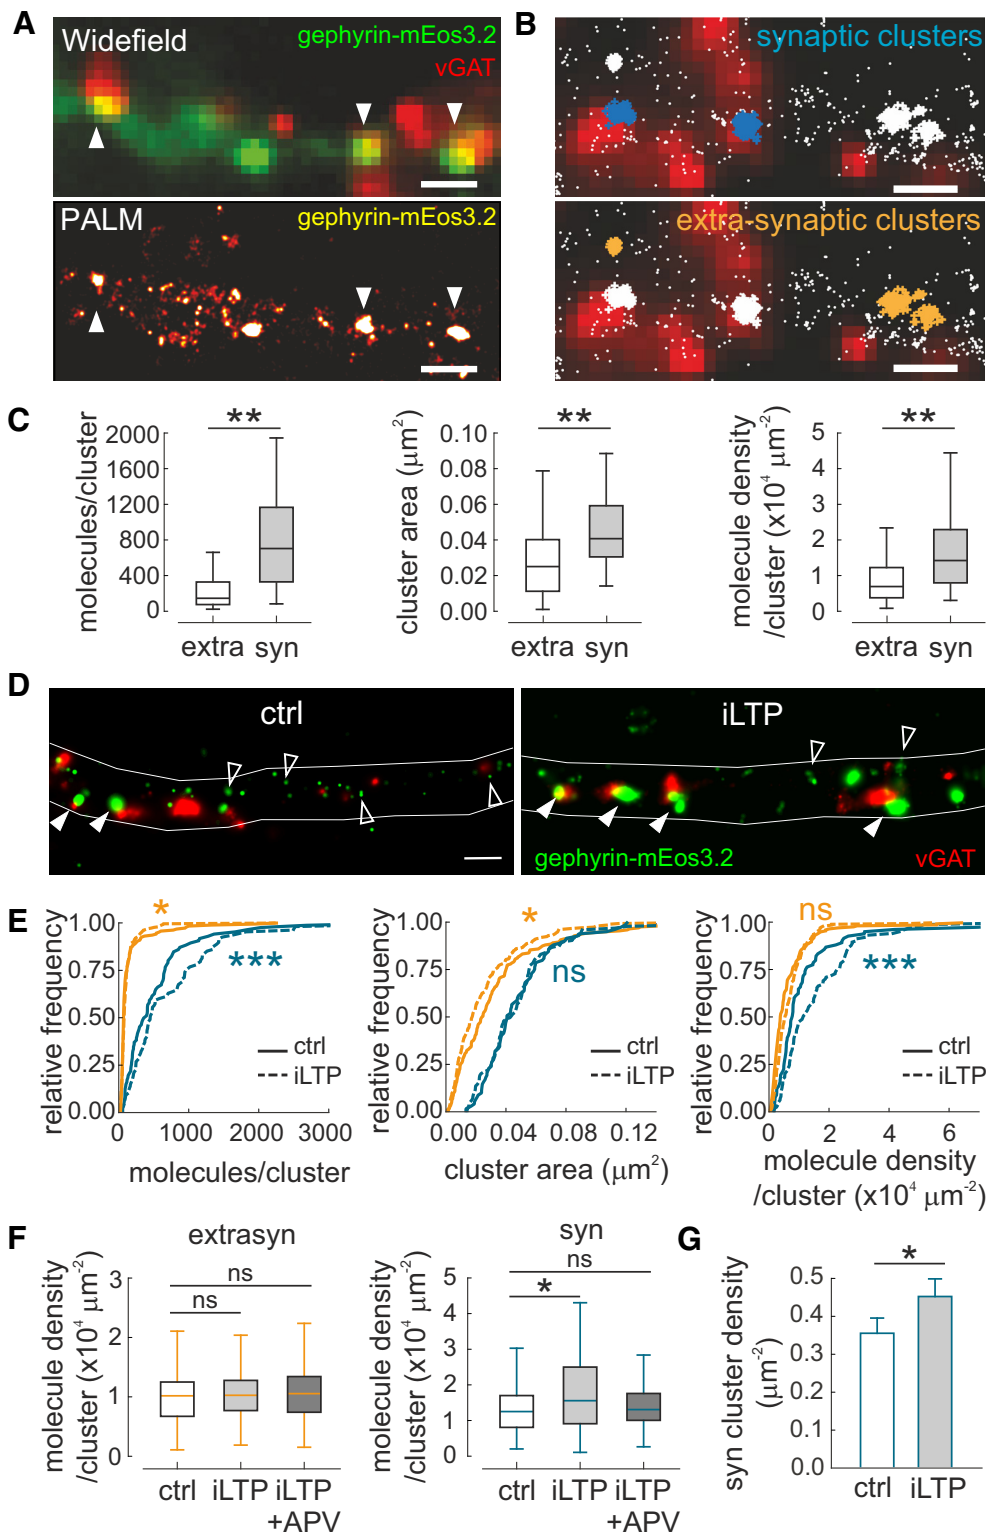 A
Widefield
gephyrin-mEos3.2
vGAT
PALM
gephyrin-mEos3.2
B
synaptic clusters
extra-synaptic clusters
C
molecules/cluster
2000
1600
1200
800
400
0
**
extra syn
cluster area (μm²)
0.10
0.08
0.06
0.04
0.02
0.00
**
extra syn
molecule density
/cluster (x10⁴ μm⁻²)
5
4
3
2
1
0
**
extra syn
D
ctrl
iLTP
gephyrin-mEos3.2
vGAT
E
relative frequency
1.00
0.75
0.50
0.25
0.00
*
***
ctrl
iLTP
0 1000 2000 3000
molecules/cluster
relative frequency
1.00
0.75
0.50
0.25
0.00
*
ns
ctrl
iLTP
0.00 0.04 0.08 0.12
cluster area (μm²)
relative frequency
1.00
0.75
0.50
0.25
0.00
ns
***
ctrl
iLTP
0 2 4 6
molecule density
/cluster (x10⁴ μm⁻²)
F
extrasyn
molecule density
/cluster (x10⁴ μm⁻²)
3
2
1
0
ns
ns
ctrl iLTP iLTP
+APV
syn
molecule density
/cluster (x10⁴ μm⁻²)
5
4
3
2
1
0
ns
*
ctrl iLTP iLTP
+APV
G
syn cluster density
(μm⁻²)
0.5
0.4
0.3
0.2
0.1
0.0
*
ctrl iLTP